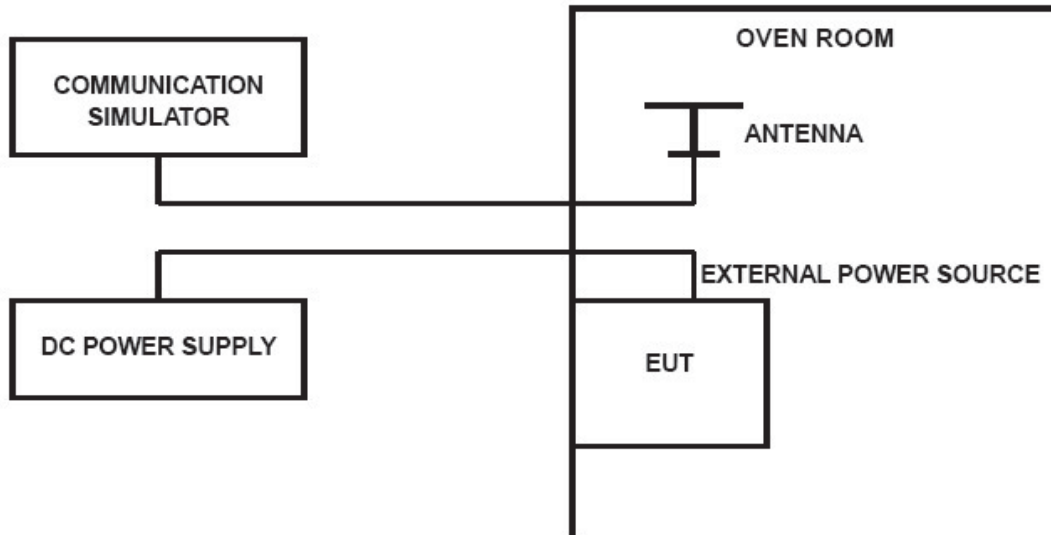 OVEN ROOM
COMMUNICATION
SIMULATOR
ANTENNA
EXTERNAL POWER SOURCE
DC POWER SUPPLY
EUT